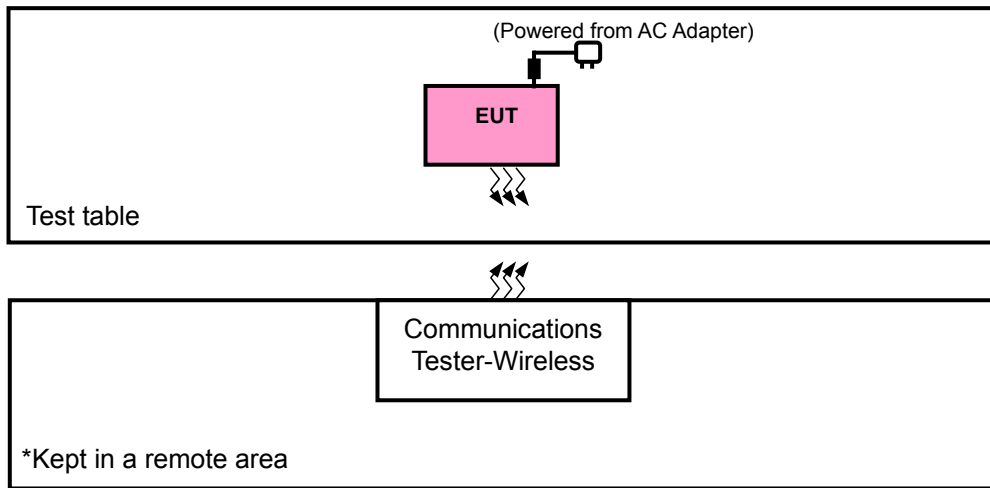 (Powered from AC Adapter)
EUT
Test table
Communications
Tester-Wireless
*Kept in a remote area